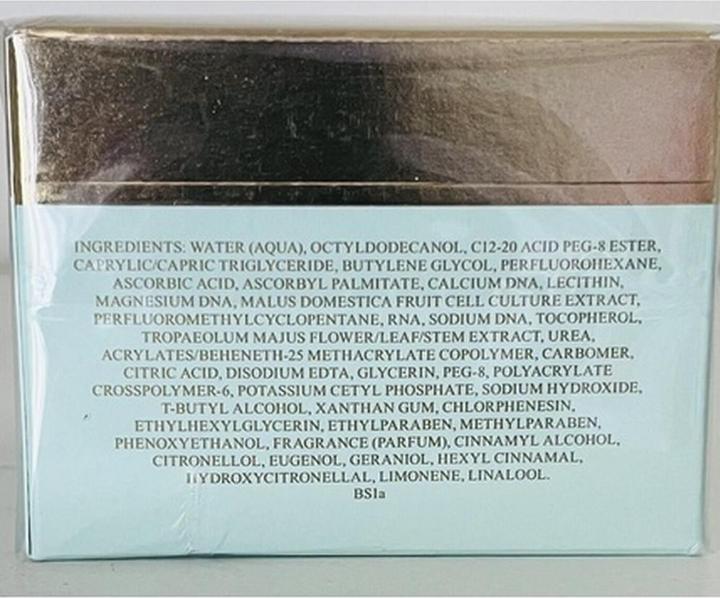 INGREDIENTS: WATER (AQUA), OCTYLDODECANOL, C12-20 ACID PEG-8 ESTER,
CAPRYLIC/CAPRIC TRIGLYCERIDE, BUTYLENE GLYCOL, PERFLUOROHEXANE,
ASCORBIC ACID, ASCORBYL PALMITATE, CALCIUM DNA, LECITHIN,
MAGNESIUM DNA, MALUS DOMESTICA FRUIT CELL CULTURE EXTRACT,
PERFLUOROMETHYLCYCLOPENTANE, RNA, SODIUM DNA, TOCOPHEROL,
TROPAEOLUM MAJUS FLOWER/LEAF/STEM EXTRACT, UREA,
ACRYLATES/BEHENETH-25 METHACRYLATE COPOLYMER, CARBOMER,
CITRIC ACID, DISODIUM EDTA, GLYCERIN, PEG-8, POLYACRYLATE
CROSSPOLYMER-6, POTASSIUM CETYL PHOSPHATE, SODIUM HYDROXIDE,
T-BUTYL ALCOHOL, XANTHAN GUM, CHLORPHENESIN,
ETHYLHEXYLGLYCERIN, ETHYLPARABEN, METHYLPARABEN,
PHENOXYETHANOL, FRAGRANCE (PARFUM), CINNAMYL ALCOHOL,
CITRONELLOL, EUGENOL, GERANIOL, HEXYL CINNAMAL,
HYDROXYCITRONELLAL, LIMONENE, LINALOOL.
BS1a